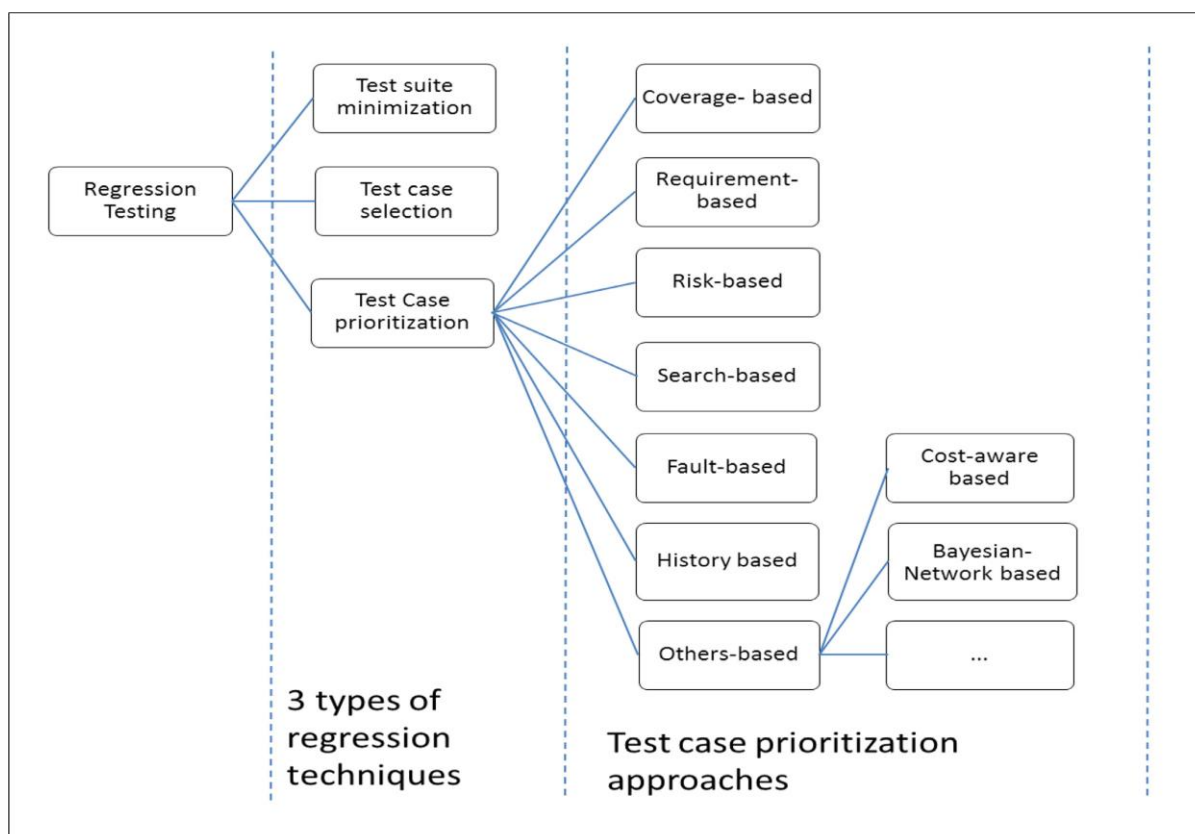 Regression
Testing
Test suite
minimization
Test case
selection
Test Case
prioritization
3 types of
regression
techniques
Coverage- based
Requirement-
based
Risk-based
Search-based
Fault-based
History based
Others-based
Cost-aware
based
Bayesian-
Network based
...
Test case prioritization
approaches